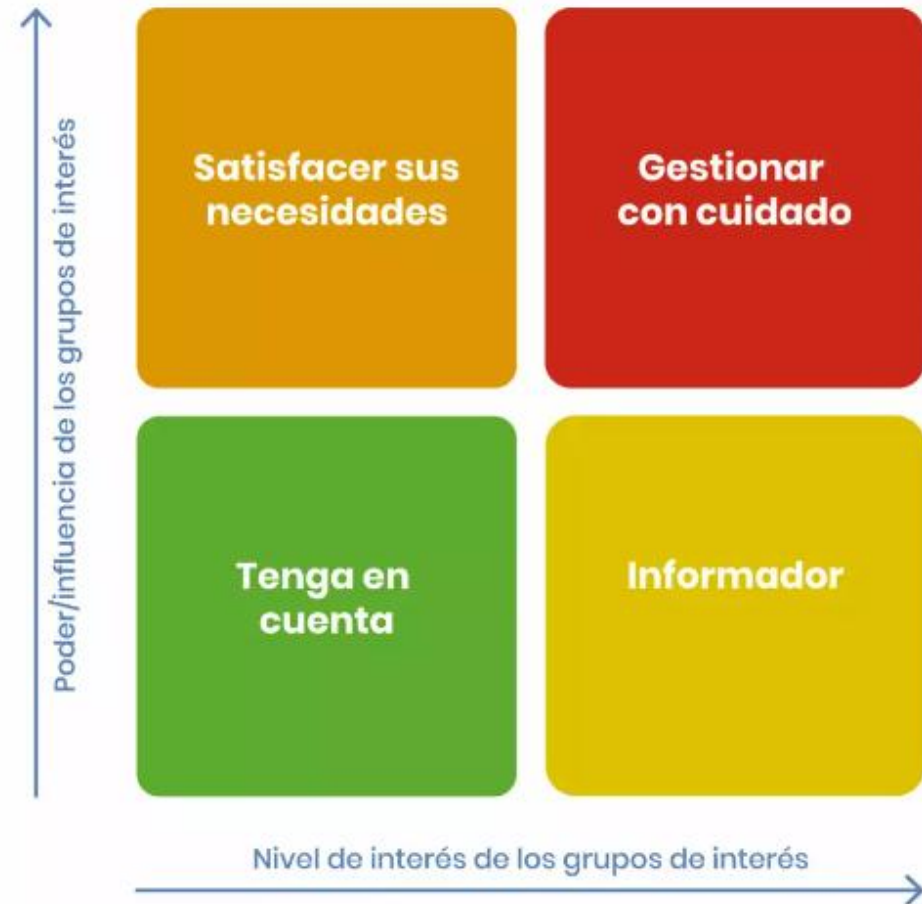 Poder/influencia de los grupos de interés
Satisfacer sus
necesidades
Gestionar
con cuidado
Tenga en
cuenta
Informador
Nivel de interés de los grupos de interés